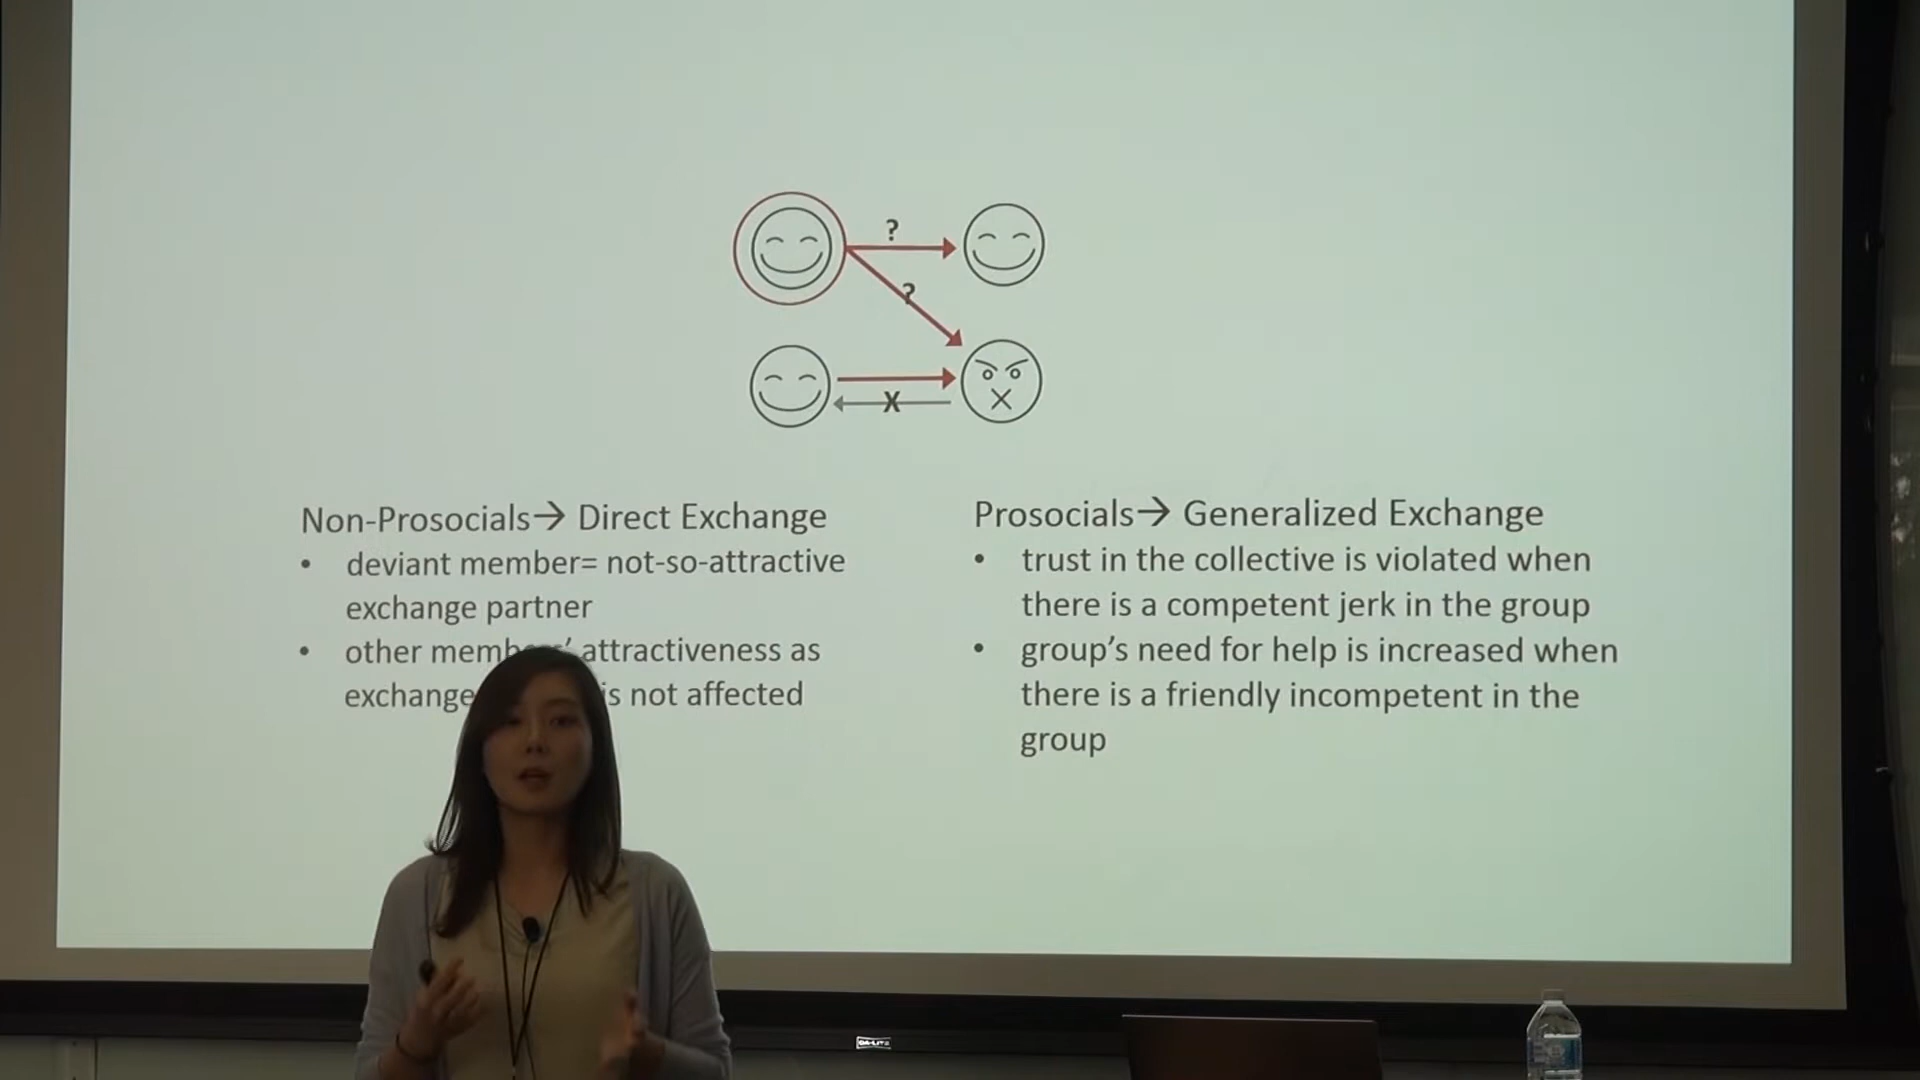 ?
?
X
Non-Prosocials→ Direct Exchange
• deviant member= not-so-attractive
exchange partner
• other attractiveness as
exchange is not affected
Prosocials→ Generalized Exchange
• trust in the collective is violated when
there is a competent jerk in the group
• group's need for help is increased when
there is a friendly incompetent in the
group
DA-LITE